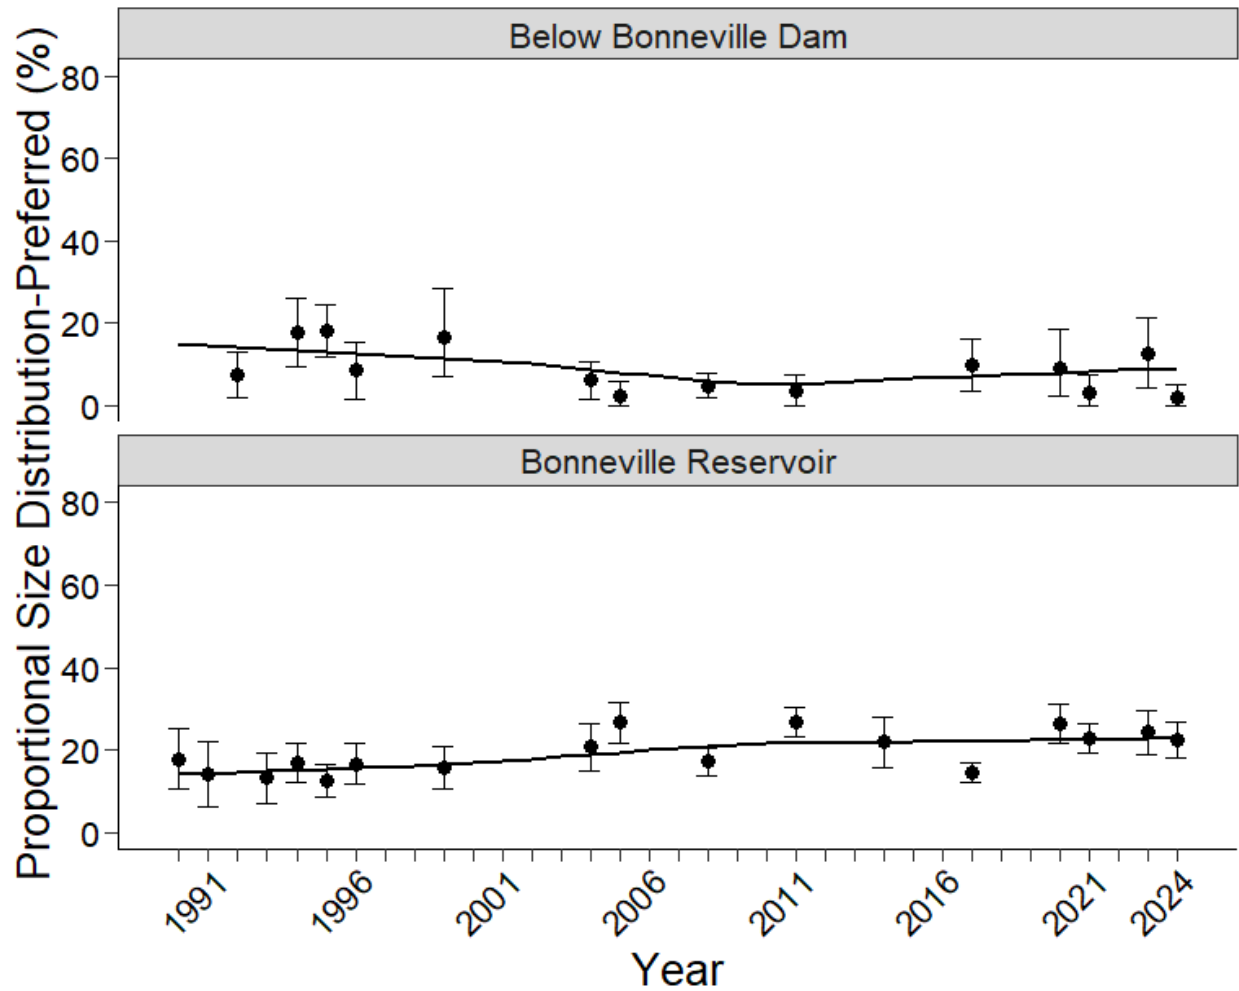 Proportional Size Distribution-Preferred (%)
Below Bonneville Dam
80
60
40
20
0
Bonneville Reservoir
80
60
40
20
0
1991 1996 2001 2006 2011 2016 2021 2024
Year